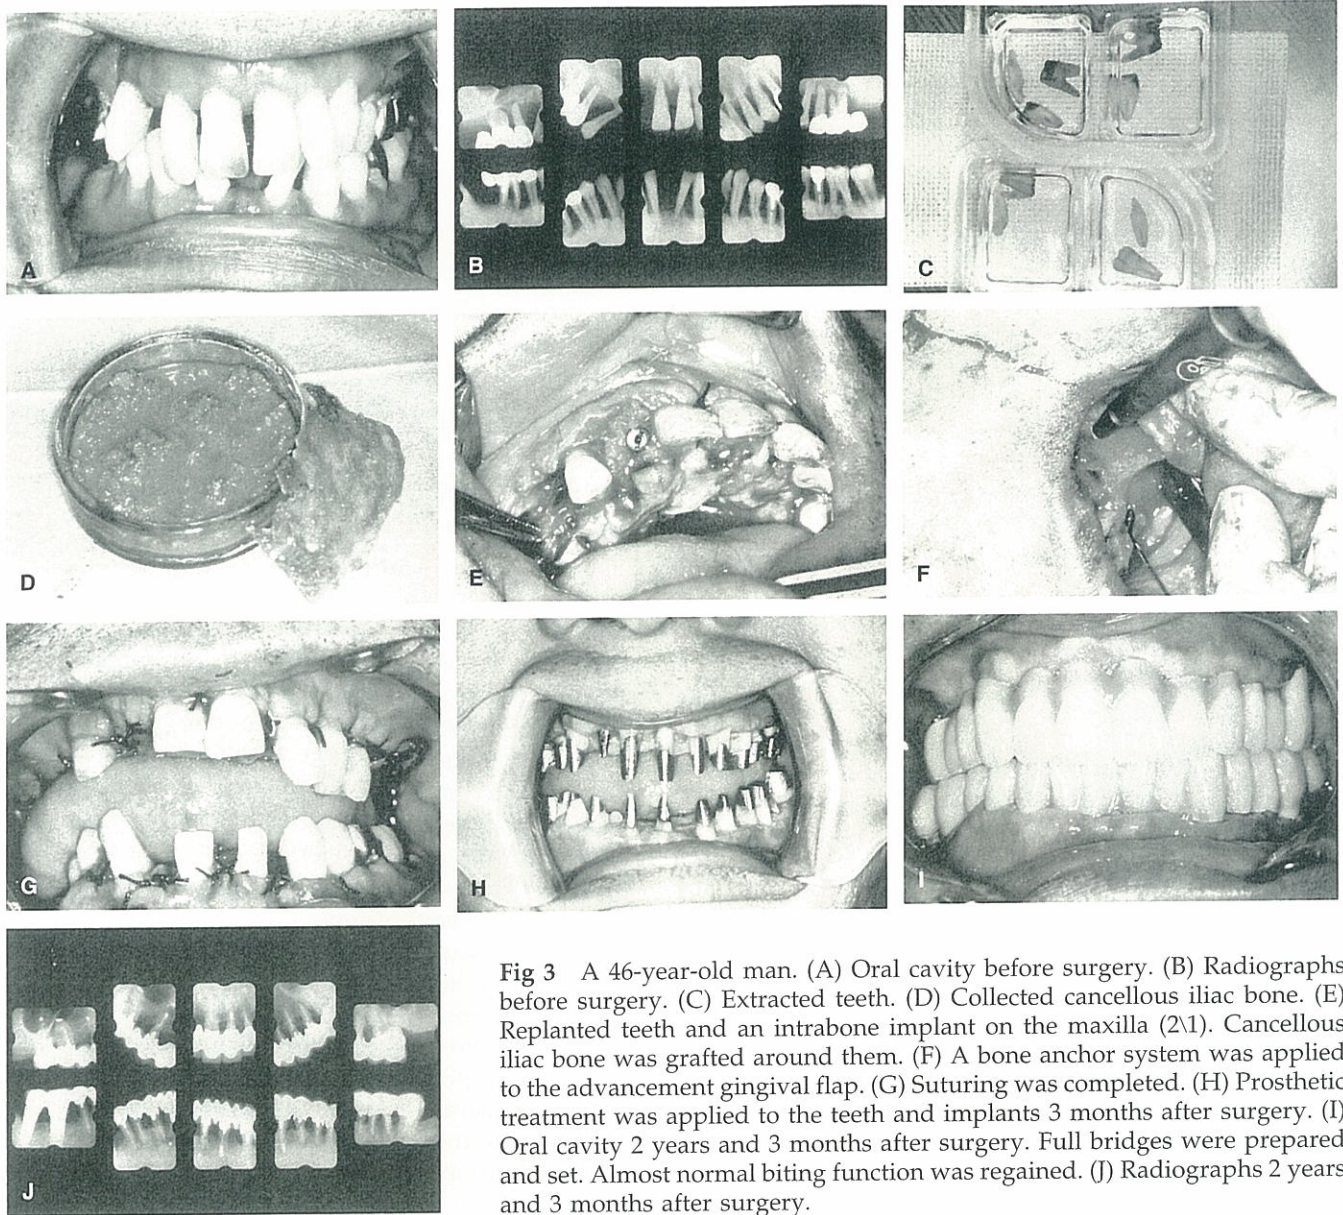 A
B
C
D
E
F
G
H
I
J
Fig 3 A 46-year-old man. (A) Oral cavity before surgery. (B) Radiographs
before surgery. (C) Extracted teeth. (D) Collected cancellous iliac bone. (E)
Replanted teeth and an intrabone implant on the maxilla (2\1). Cancellous
iliac bone was grafted around them. (F) A bone anchor system was applied
to the advancement gingival flap. (G) Suturing was completed. (H) Prosthetic
treatment was applied to the teeth and implants 3 months after surgery. (I)
Oral cavity 2 years and 3 months after surgery. Full bridges were prepared
and set. Almost normal biting function was regained. (J) Radiographs 2 years
and 3 months after surgery.